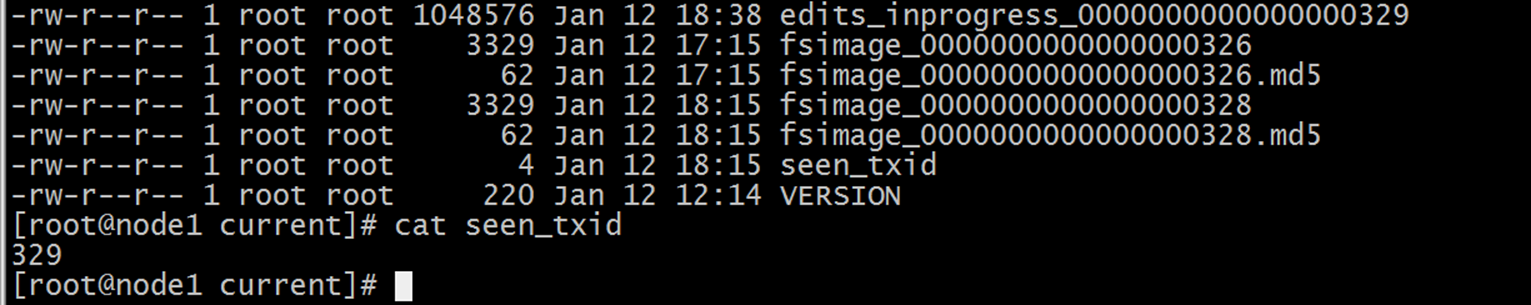 -rw-r--r-- 1 root root 1048576 Jan 12 18:38 edits_inprogress_0000000000000000329
-rw-r--r-- 1 root root    3329 Jan 12 17:15 fsimage_0000000000000000326
-rw-r--r-- 1 root root      62 Jan 12 17:15 fsimage_0000000000000000326.md5
-rw-r--r-- 1 root root    3329 Jan 12 18:15 fsimage_0000000000000000328
-rw-r--r-- 1 root root      62 Jan 12 18:15 fsimage_0000000000000000328.md5
-rw-r--r-- 1 root root       4 Jan 12 18:15 seen_txid
-rw-r--r-- 1 root root     220 Jan 12 12:14 VERSION
[root@node1 current]# cat seen_txid
329
[root@node1 current]#